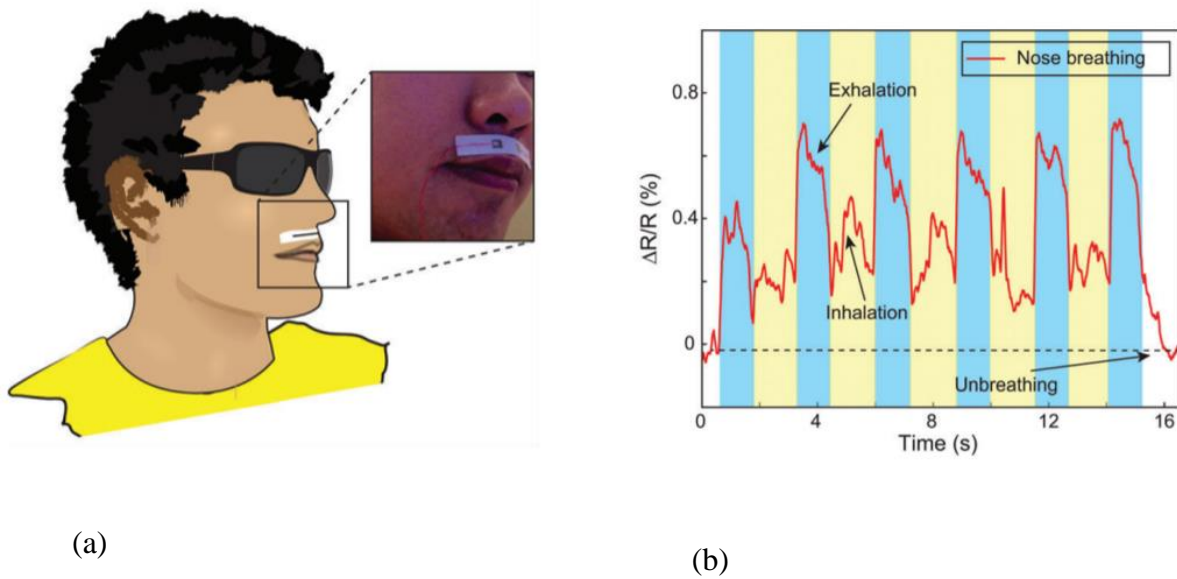 Nose breathing
Exhalation
Inhalation
Unbreathing
ΔR/R (%)
0.8
0.4
0
0
4
8
12
16
Time (s)
(a)
(b)